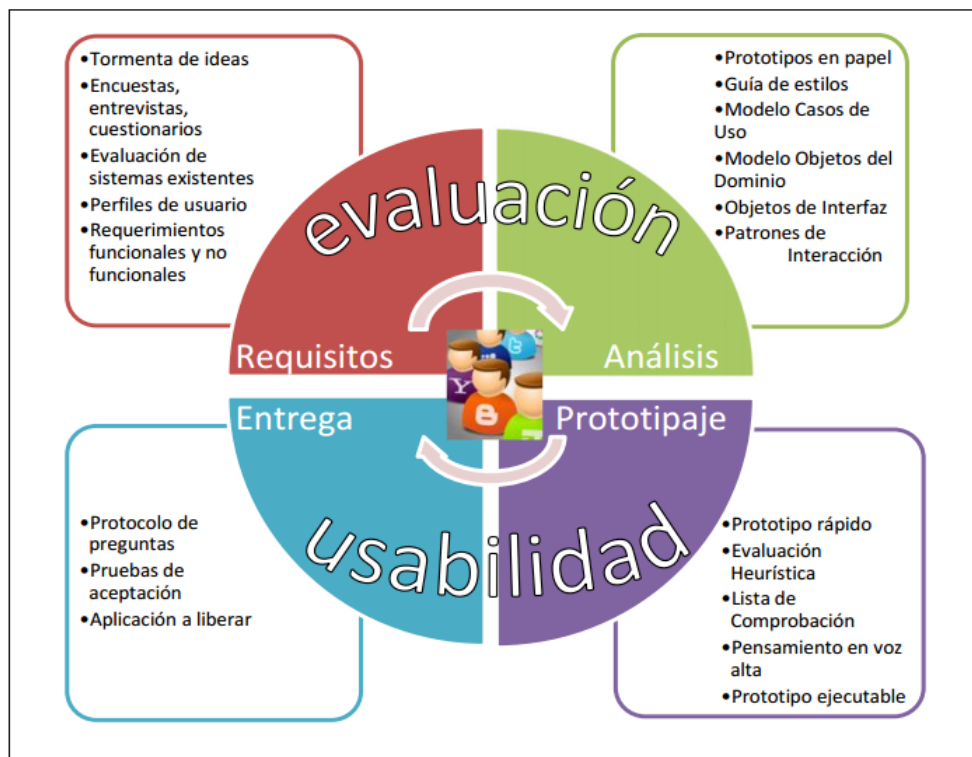 •Tormenta de ideas
•Encuestas,
entrevistas,
cuestionarios
•Evaluación de
sistemas existentes
•Perfiles de usuario
•Requerimientos
funcionales y no
funcionales
•Prototipos en papel
•Guía de estilos
•Modelo Casos de
Uso
•Modelo Objetos del
Dominio
•Objetos de Interfaz
•Patrones de
Interacción
evaluación
Requisitos
Análisis
Entrega
Prototipaje
usabilidad
•Protocolo de
preguntas
•Pruebas de
aceptación
•Aplicación a liberar
•Prototipo rápido
•Evaluación
Heurística
•Lista de
Comprobación
•Pensamiento en voz
alta
•Prototipo ejecutable